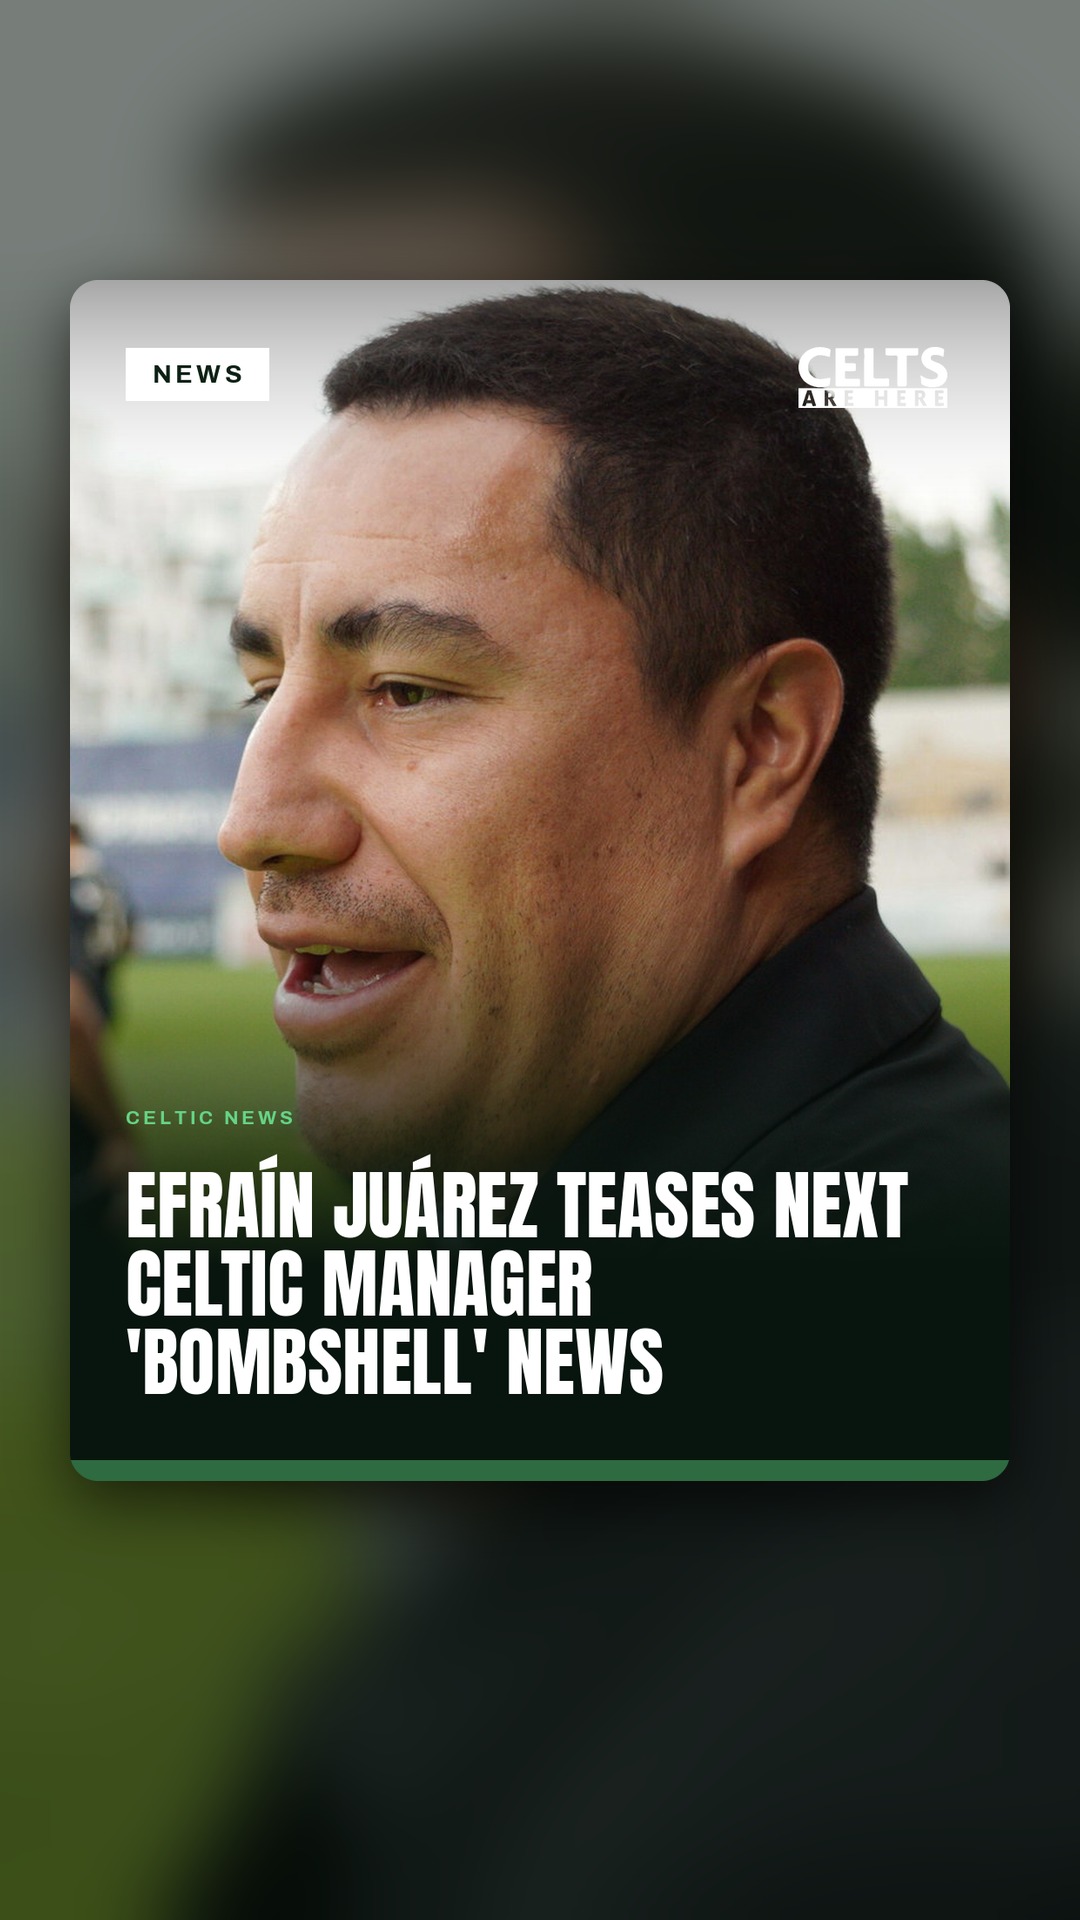 NEWS
CELTS
ARE HERE
CELTIC NEWS
EFRAÍN JUÁREZ TEASES NEXT
CELTIC MANAGER
'BOMBSHELL' NEWS